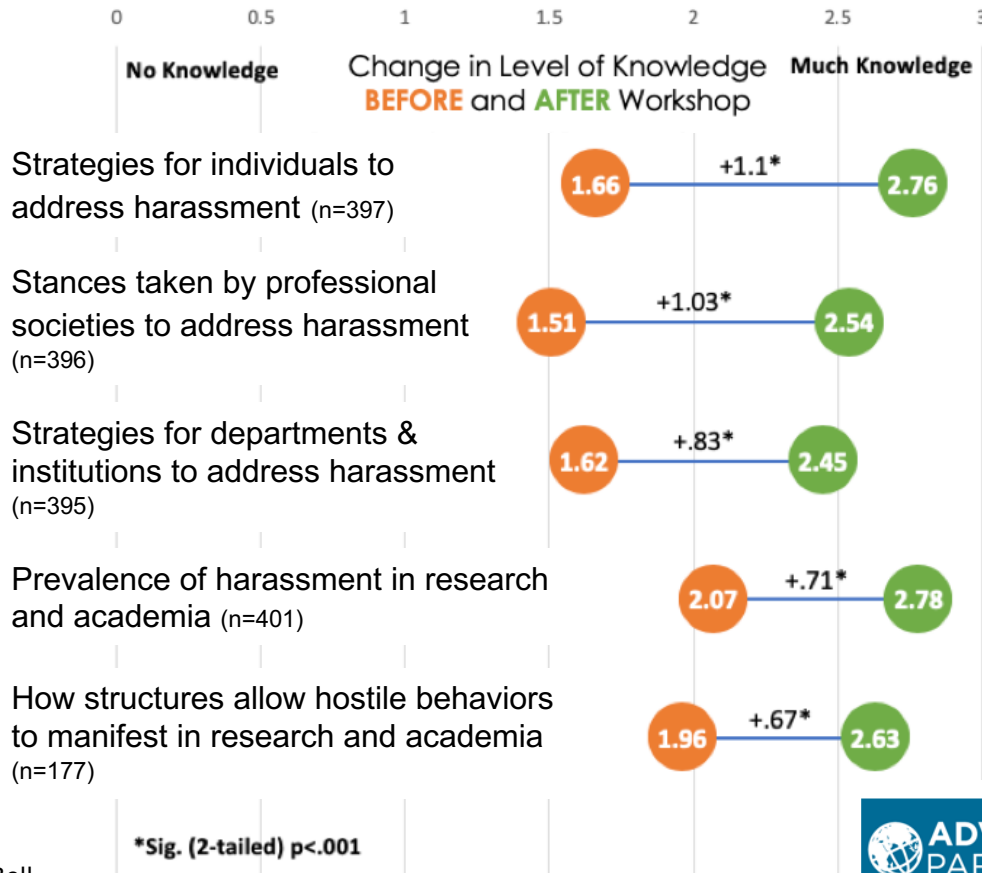 0 0.5 1 1.5 2 2.5 3
No Knowledge Change in Level of Knowledge Much Knowledge
BEFORE and AFTER Workshop
Strategies for individuals to
address harassment (n=397)
1.66 +1.1* 2.76
Stances taken by professional
societies to address harassment
(n=396)
1.51 +1.03* 2.54
Strategies for departments &
institutions to address harassment
(n=395)
1.62 +.83* 2.45
Prevalence of harassment in research
and academia (n=401)
2.07 +.71* 2.78
How structures allow hostile behaviors
to manifest in research and academia
(n=177)
1.96 +.67* 2.63
*Sig. (2-tailed) p<.001